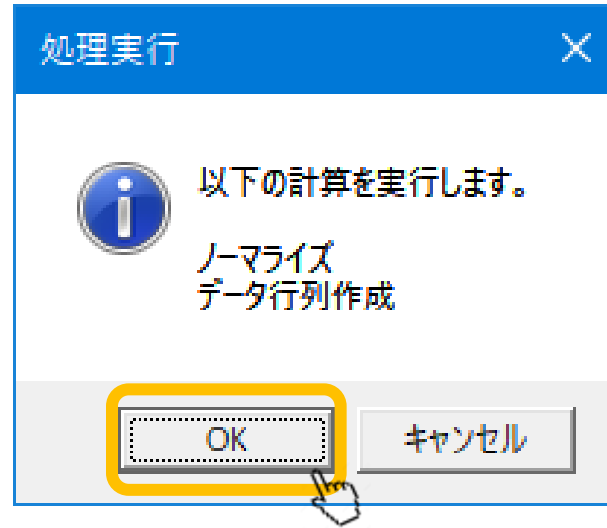 処理実行
以下の計算を実行します。
ノーマライズ
データ行列作成
OK
キャンセル